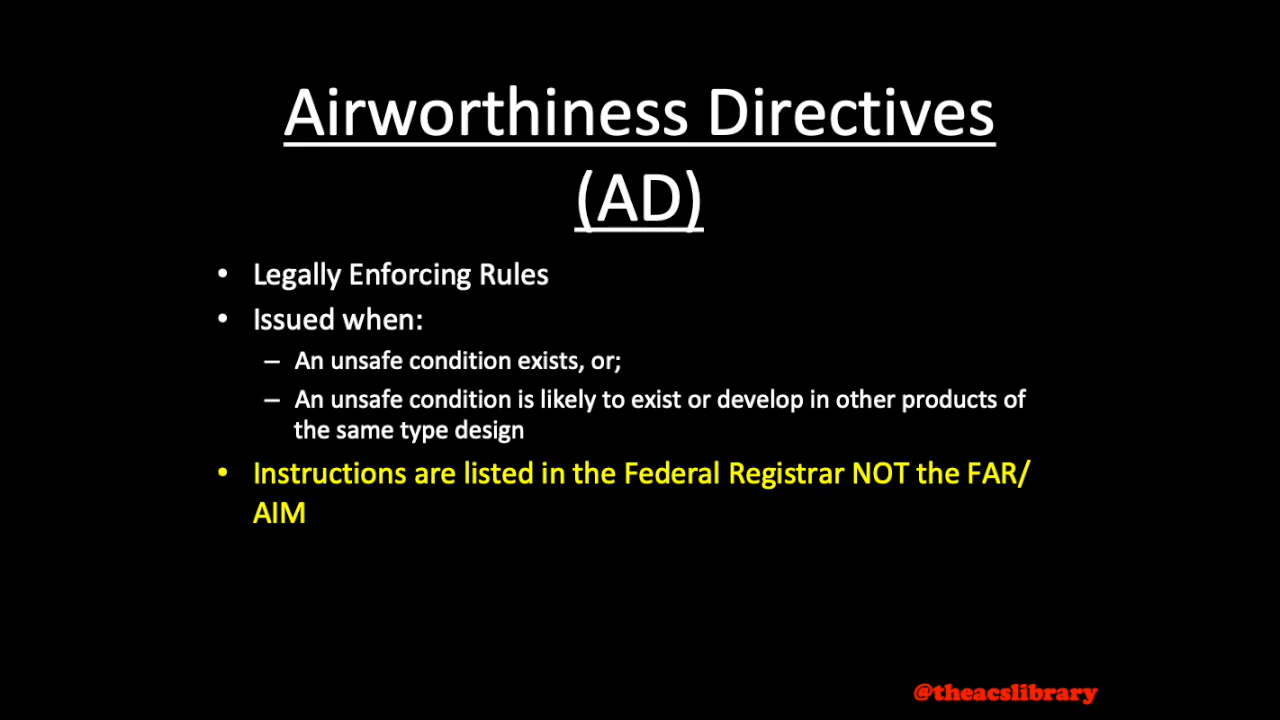 Airworthiness Directives
(AD)
• Legally Enforcing Rules
• Issued when:
– An unsafe condition exists, or;
– An unsafe condition is likely to exist or develop in other products of
the same type design
• Instructions are listed in the Federal Registrar NOT the FAR/
AIM
@theacslibrary